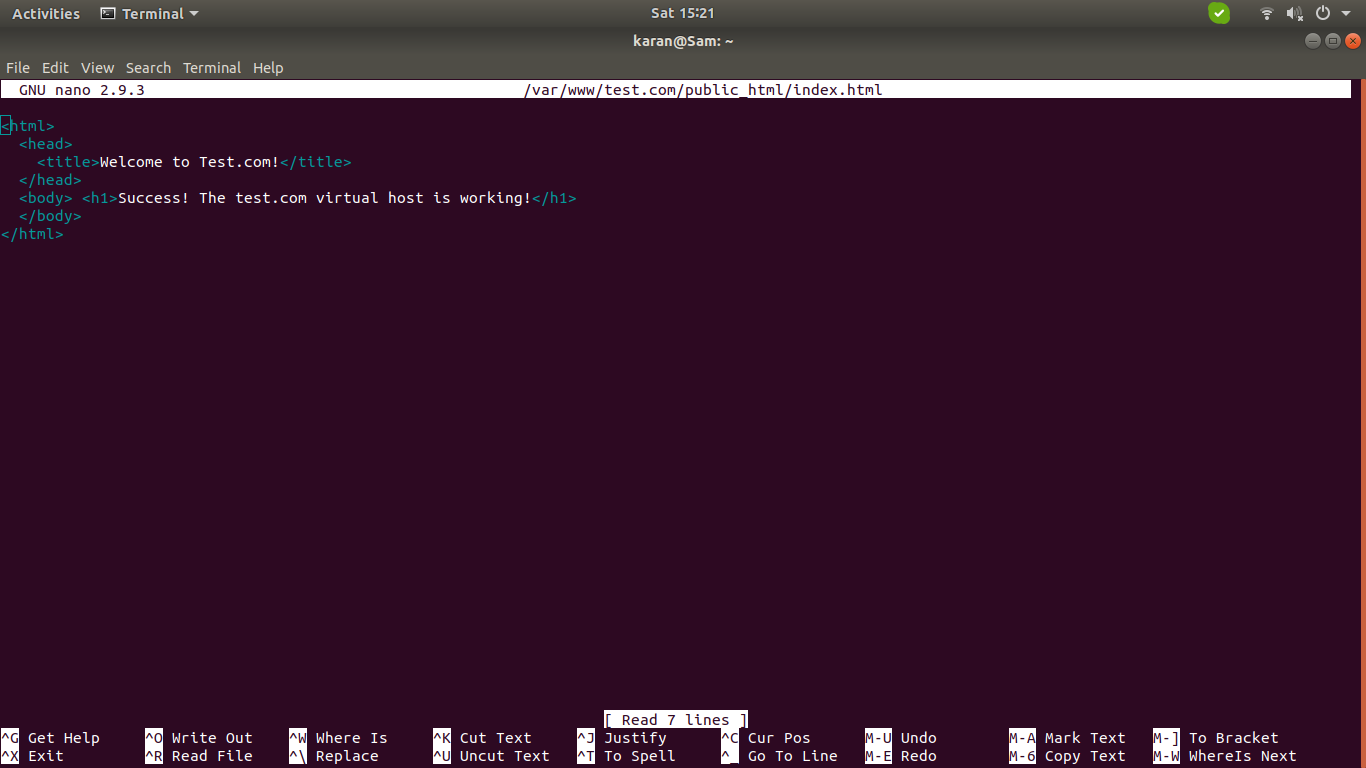 Activities Terminal Sat 15:21
karan@Sam: ~
File Edit View Search Terminal Help
GNU nano 2.9.3 /var/www/test.com/public_html/index.html
<html>
  <head>
    <title>Welcome to Test.com!</title>
  </head>
  <body> <h1>Success! The test.com virtual host is working!</h1>
  </body>
</html>
[ Read 7 lines ]
^G Get Help ^O Write Out ^W Where Is ^K Cut Text ^J Justify ^C Cur Pos M-U Undo M-A Mark Text M-] To Bracket
^X Exit ^R Read File ^\ Replace ^U Uncut Text ^T To Spell ^_ Go To Line M-E Redo M-6 Copy Text M-W WhereIs Next